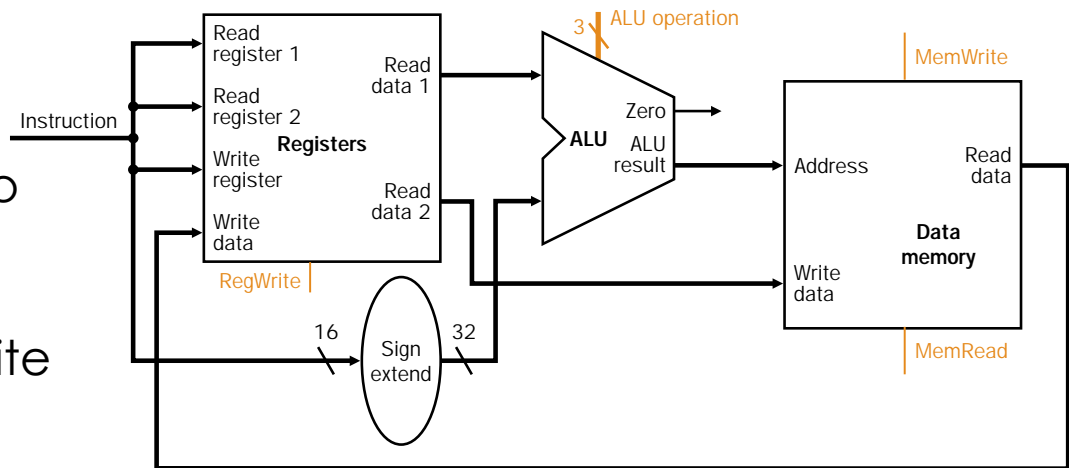 Instruction
Read
register 1
Read
register 2
Write
register
Write
data
Registers
Read
data 1
Read
data 2
RegWrite
16
Sign
extend
32
3
ALU operation
ALU
Zero
ALU
result
MemWrite
Address
Read
data
Data
memory
Write
data
MemRead
o
ite